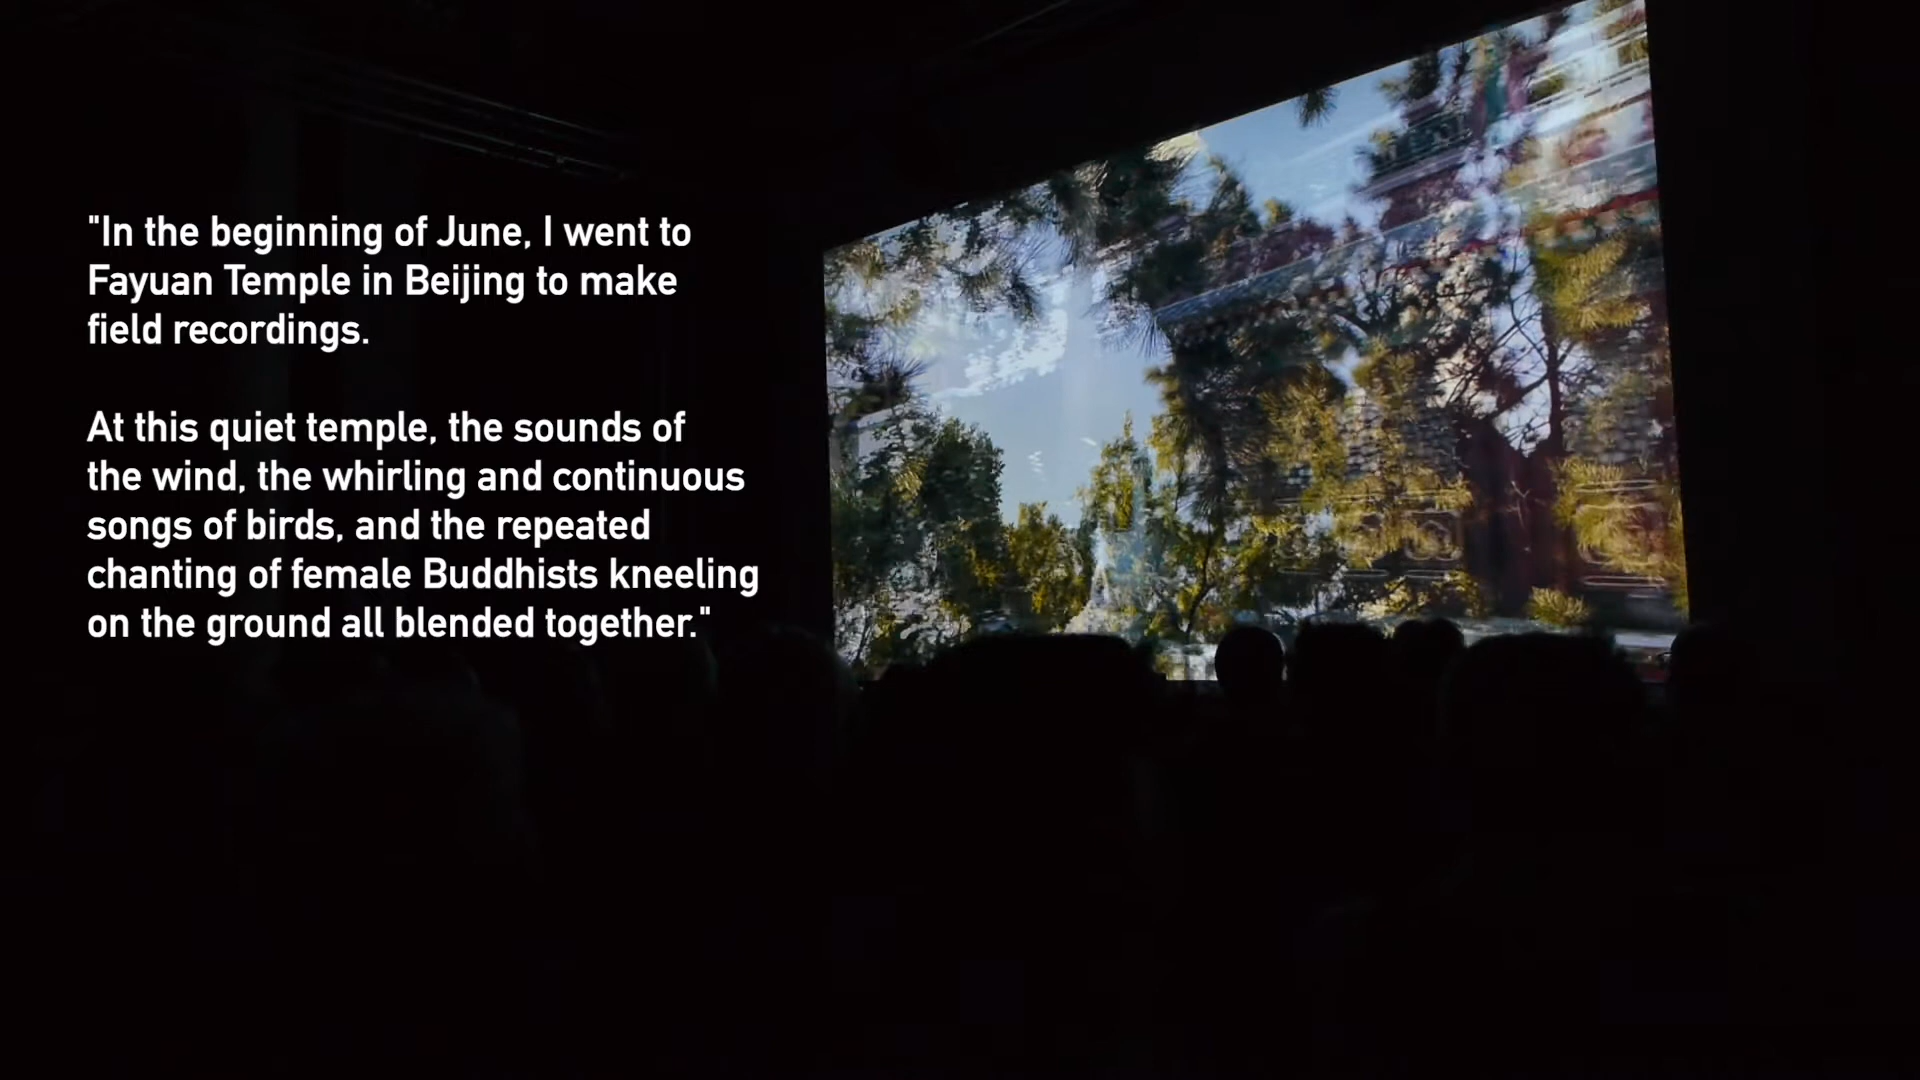 "In the beginning of June, I went to
Fayuan Temple in Beijing to make
field recordings.
At this quiet temple, the sounds of
the wind, the whirling and continuous
songs of birds, and the repeated
chanting of female Buddhists kneeling
on the ground all blended together."